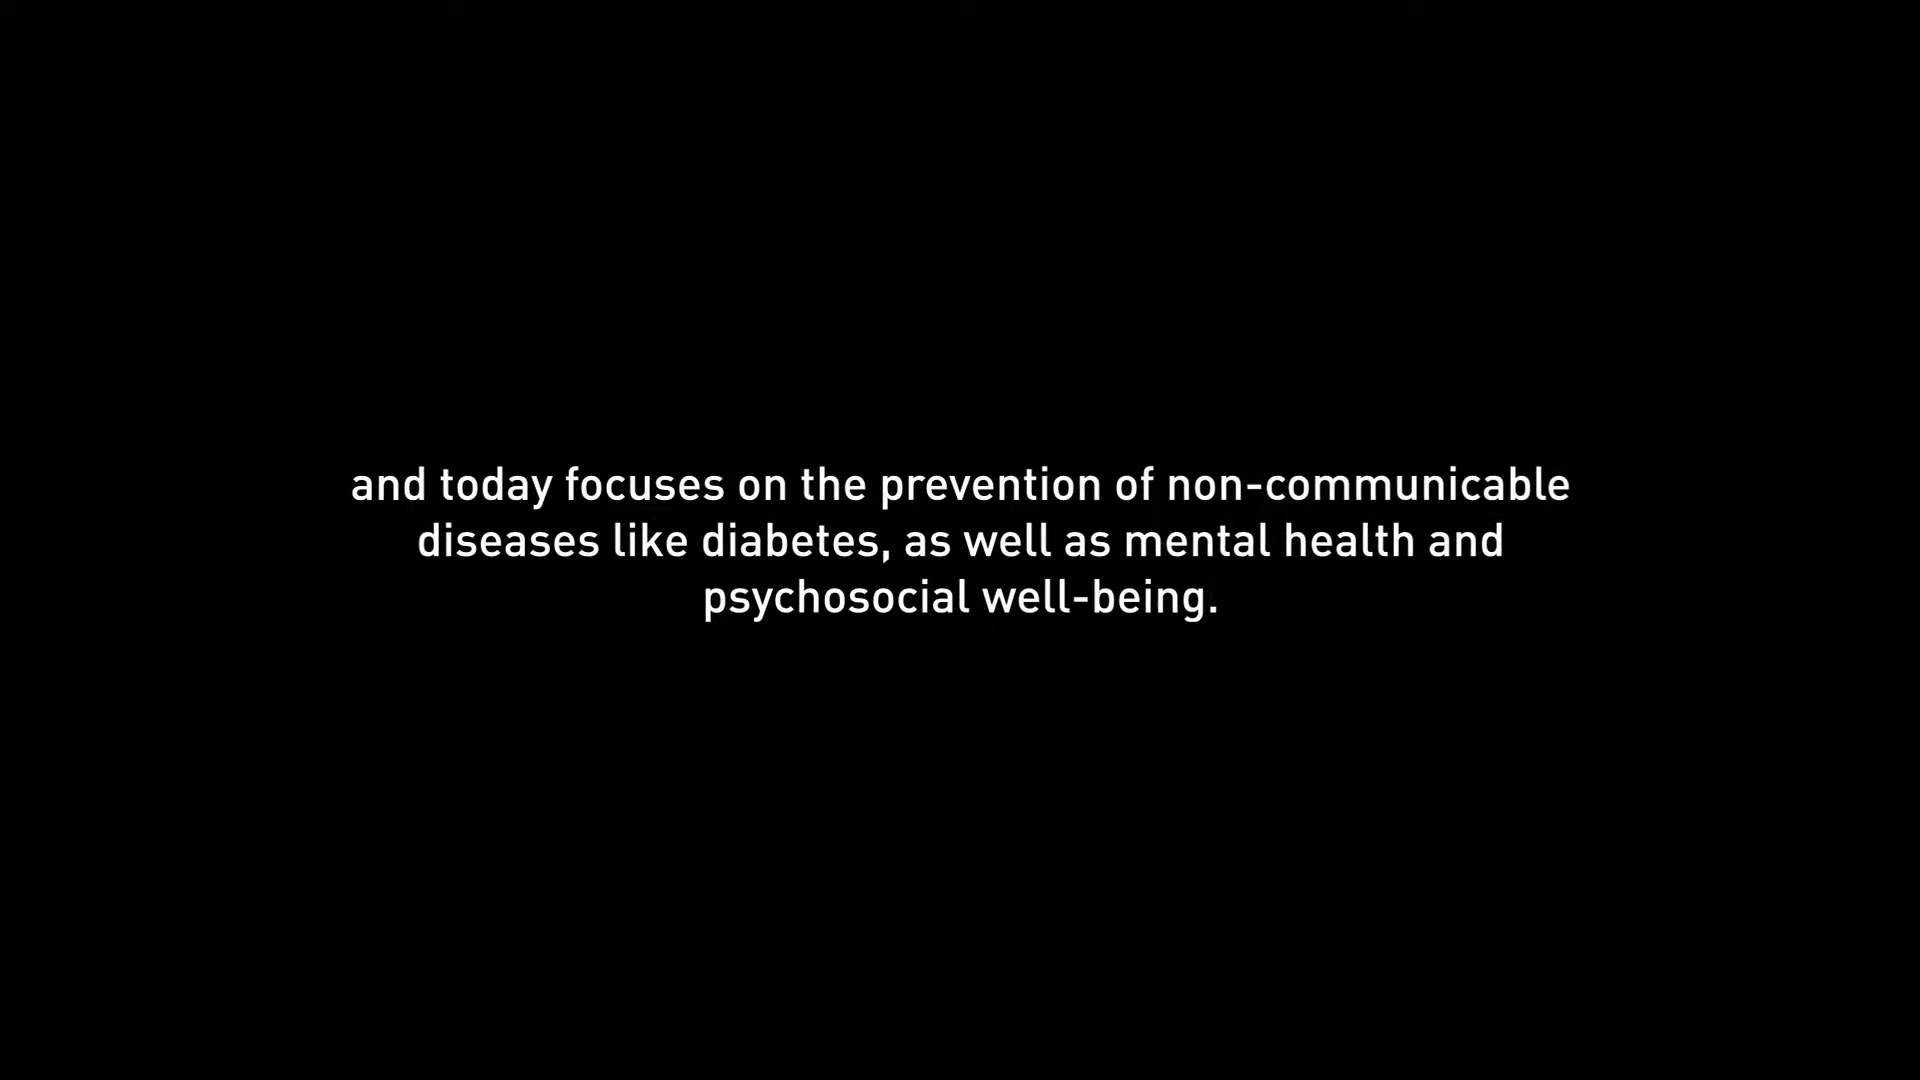 and today focuses on the prevention of non-communicable
diseases like diabetes, as well as mental health and
psychosocial well-being.